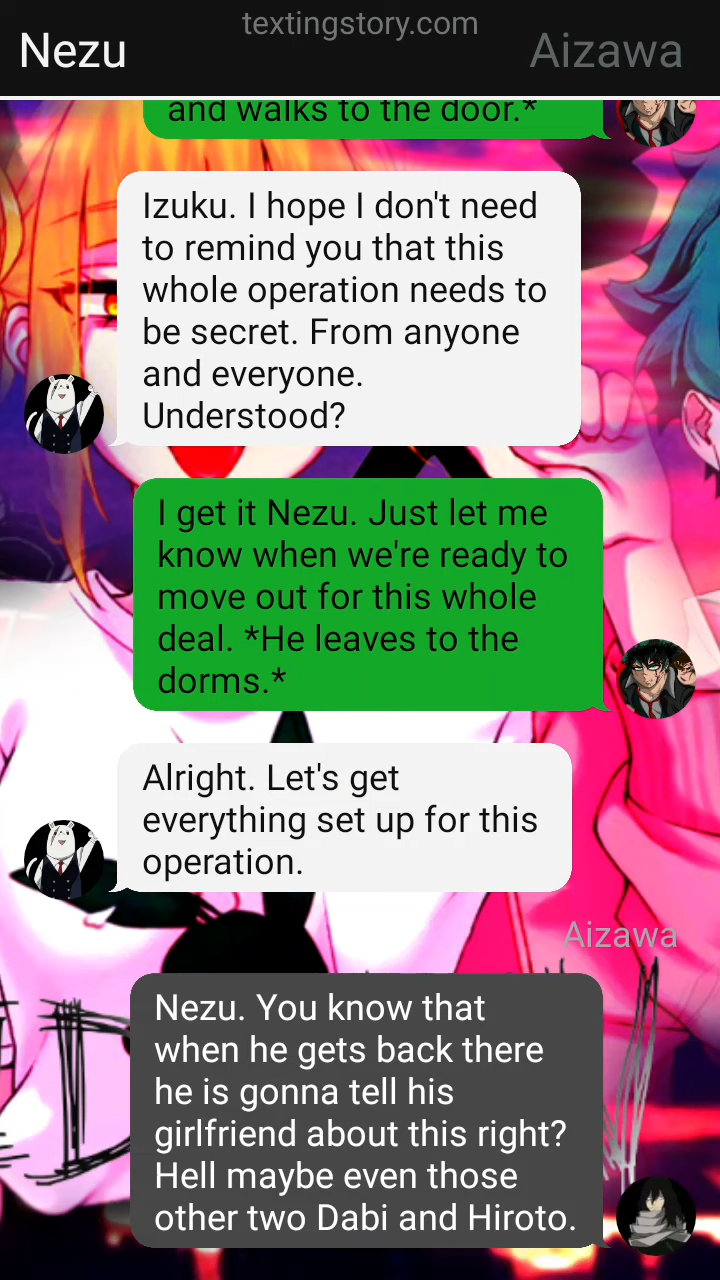 textingstory.com
Nezu
Aizawa
and walks to the door.*
Izuku. I hope I don't need
to remind you that this
whole operation needs to
be secret. From anyone
and everyone.
Understood?
I get it Nezu. Just let me
know when we're ready to
move out for this whole
deal. *He leaves to the
dorms.*
Alright. Let's get
everything set up for this
operation.
Aizawa
Nezu. You know that
when he gets back there
he is gonna tell his
girlfriend about this right?
Hell maybe even those
other two Dabi and Hiroto.